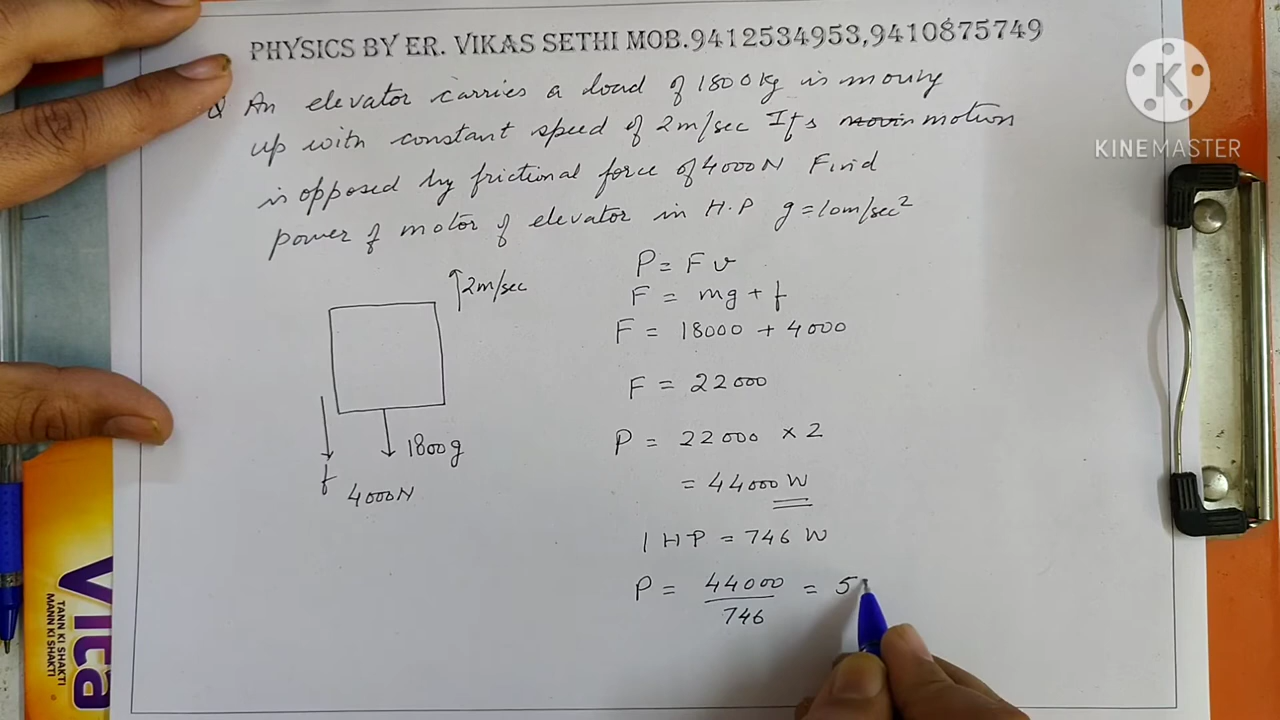 PHYSICS BY ER. VIKAS SETHI MOB.9412534953,9410875749
K
KINEMASTER
Q An elevator carries a load of 1800kg is moving
up with constant speed of 2m/sec Its movin motion
is opposed by frictional force of 4000N Find
power of motor of elevator in H.P g=10m/sec²
↑2m/sec
1800g
f
4000N
P = Fv
F = mg + f
F = 18000 + 4000
F = 22000
P = 22000 × 2
= 44000 W
1 HP = 746 W
P = 44000/746 = 5
Vita
TAN KI SHAKTI
MANN KI SHAKTI